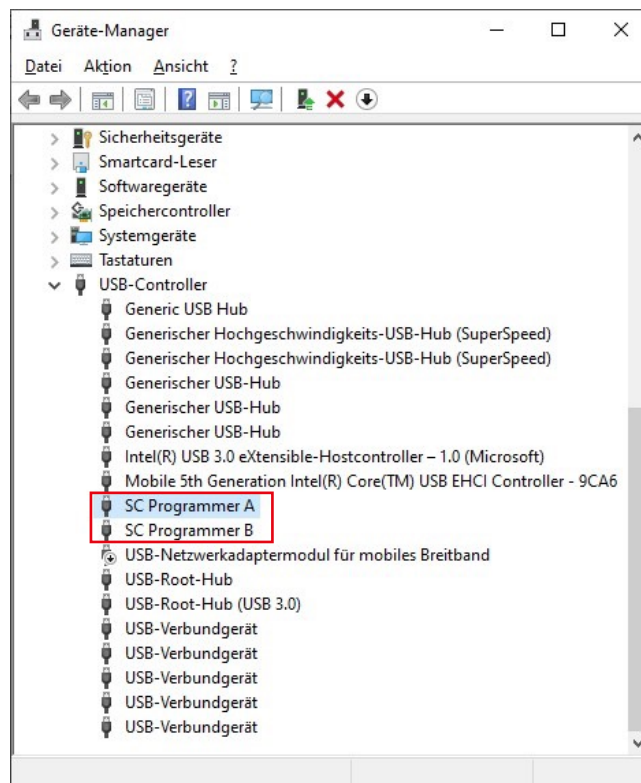 Geräte-Manager
Datei Aktion Ansicht ?
Sicherheitsgeräte
Smartcard-Leser
Softwaregeräte
Speichercontroller
Systemgeräte
Tastaturen
USB-Controller
Generic USB Hub
Generischer Hochgeschwindigkeits-USB-Hub (SuperSpeed)
Generischer Hochgeschwindigkeits-USB-Hub (SuperSpeed)
Generischer USB-Hub
Generischer USB-Hub
Generischer USB-Hub
Intel(R) USB 3.0 eXtensible-Hostcontroller – 1.0 (Microsoft)
Mobile 5th Generation Intel(R) Core(TM) USB EHCI Controller - 9CA6
SC Programmer A
SC Programmer B
USB-Netzwerkadaptermodul für mobiles Breitband
USB-Root-Hub
USB-Root-Hub (USB 3.0)
USB-Verbundgerät
USB-Verbundgerät
USB-Verbundgerät
USB-Verbundgerät
USB-Verbundgerät